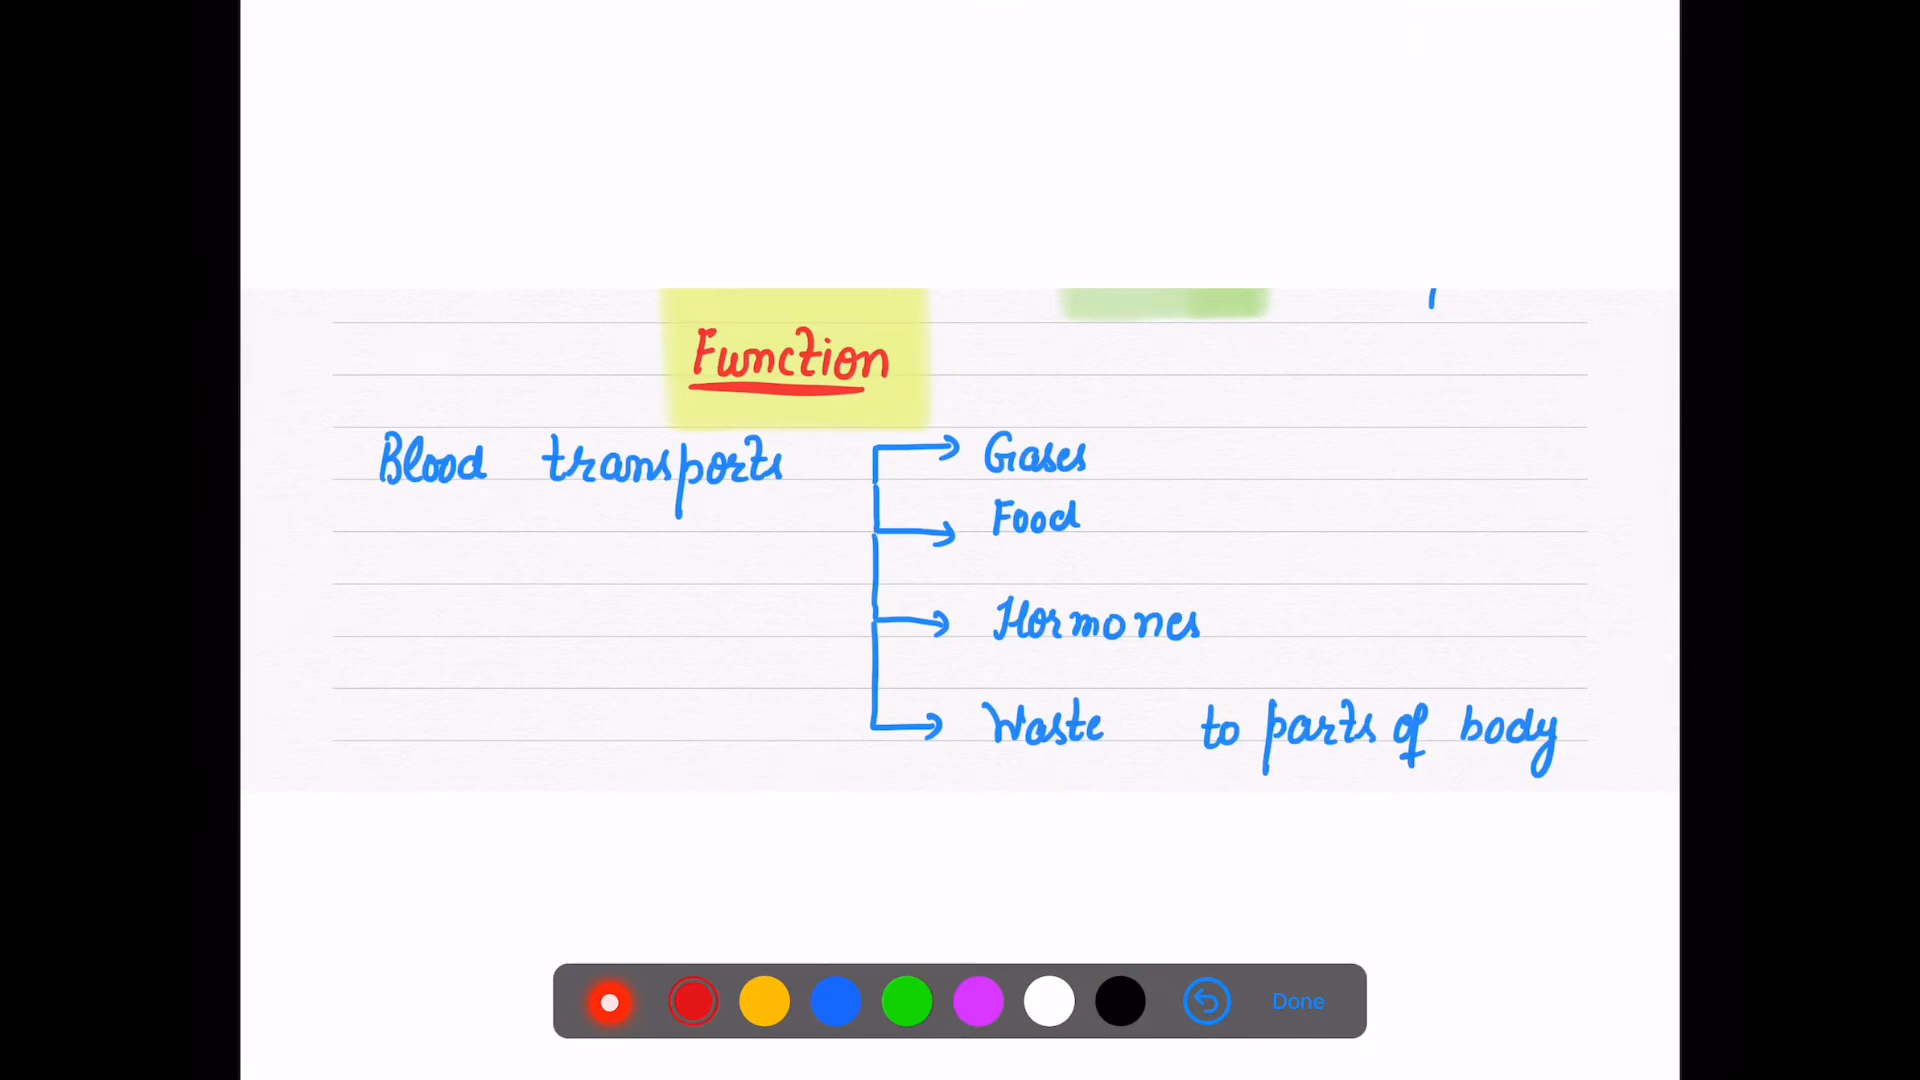 Function
Blood transports
Gases
Food
Hormones
Waste to parts of body
Done